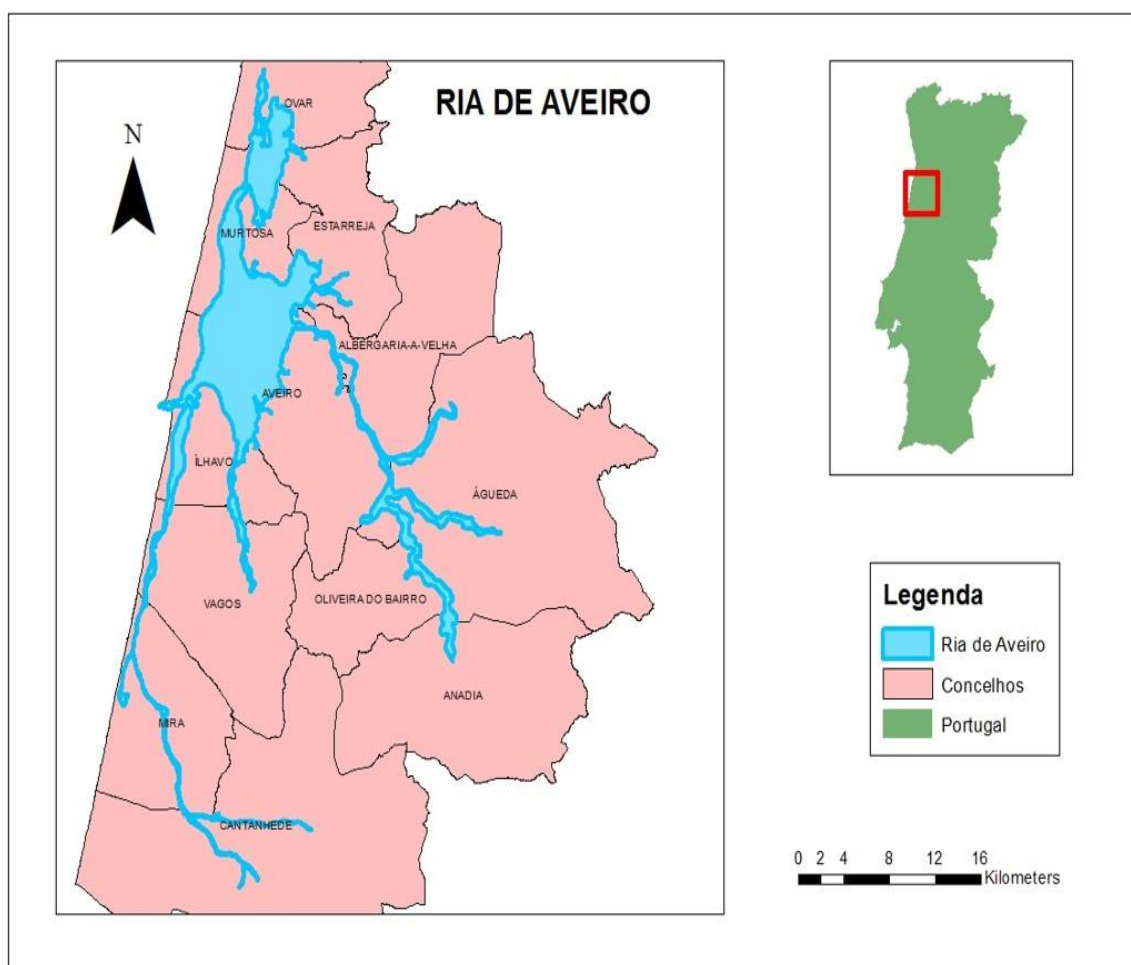 RIA DE AVEIRO
N
OVAR
MURTOSA
ESTARREJA
ALBERGARIA-A-VELHA
AVEIRO
ÍLHAVO
ÁGUEDA
VAGOS
OLIVEIRA DO BAIRRO
ANADIA
MIRA
CANTANHEDE
Legenda
Ria de Aveiro
Concelhos
Portugal
0 2 4 8 12 16
Kilometers